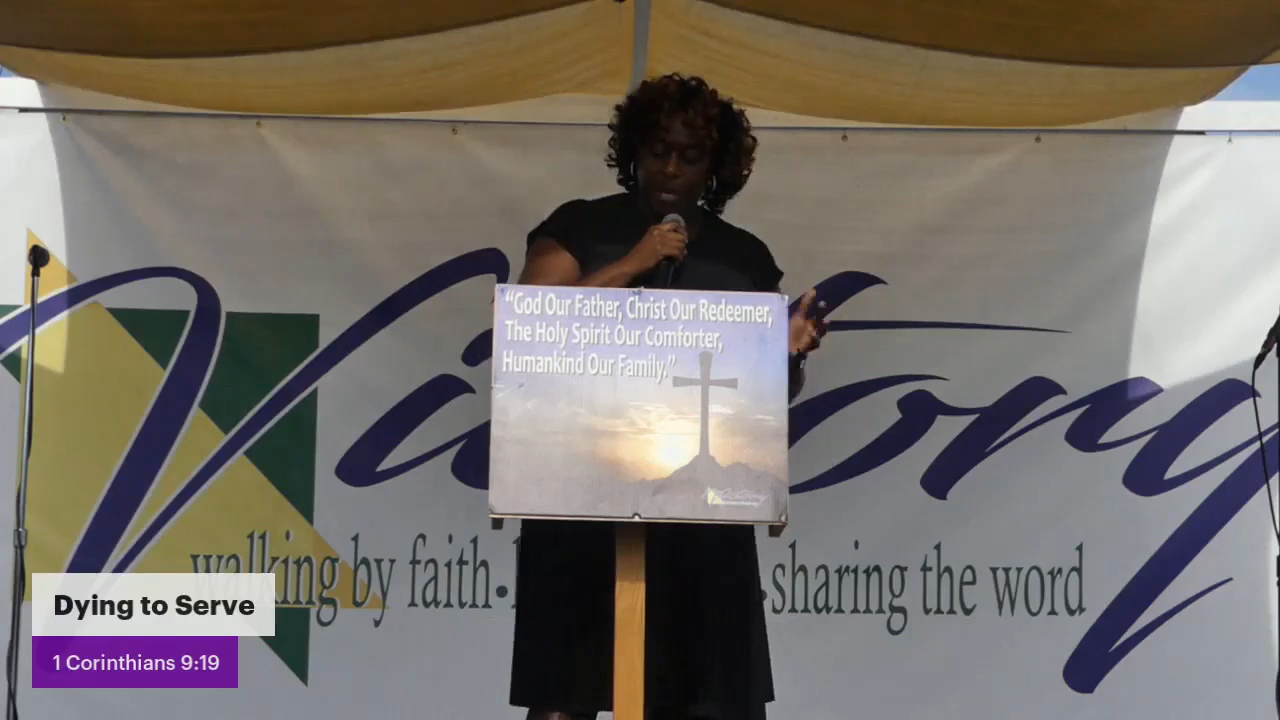 “God Our Father, Christ Our Redeemer,
The Holy Spirit Our Comforter,
Humankind Our Family.”
Victory
walking by faith•
•sharing the word
Dying to Serve
1 Corinthians 9:19